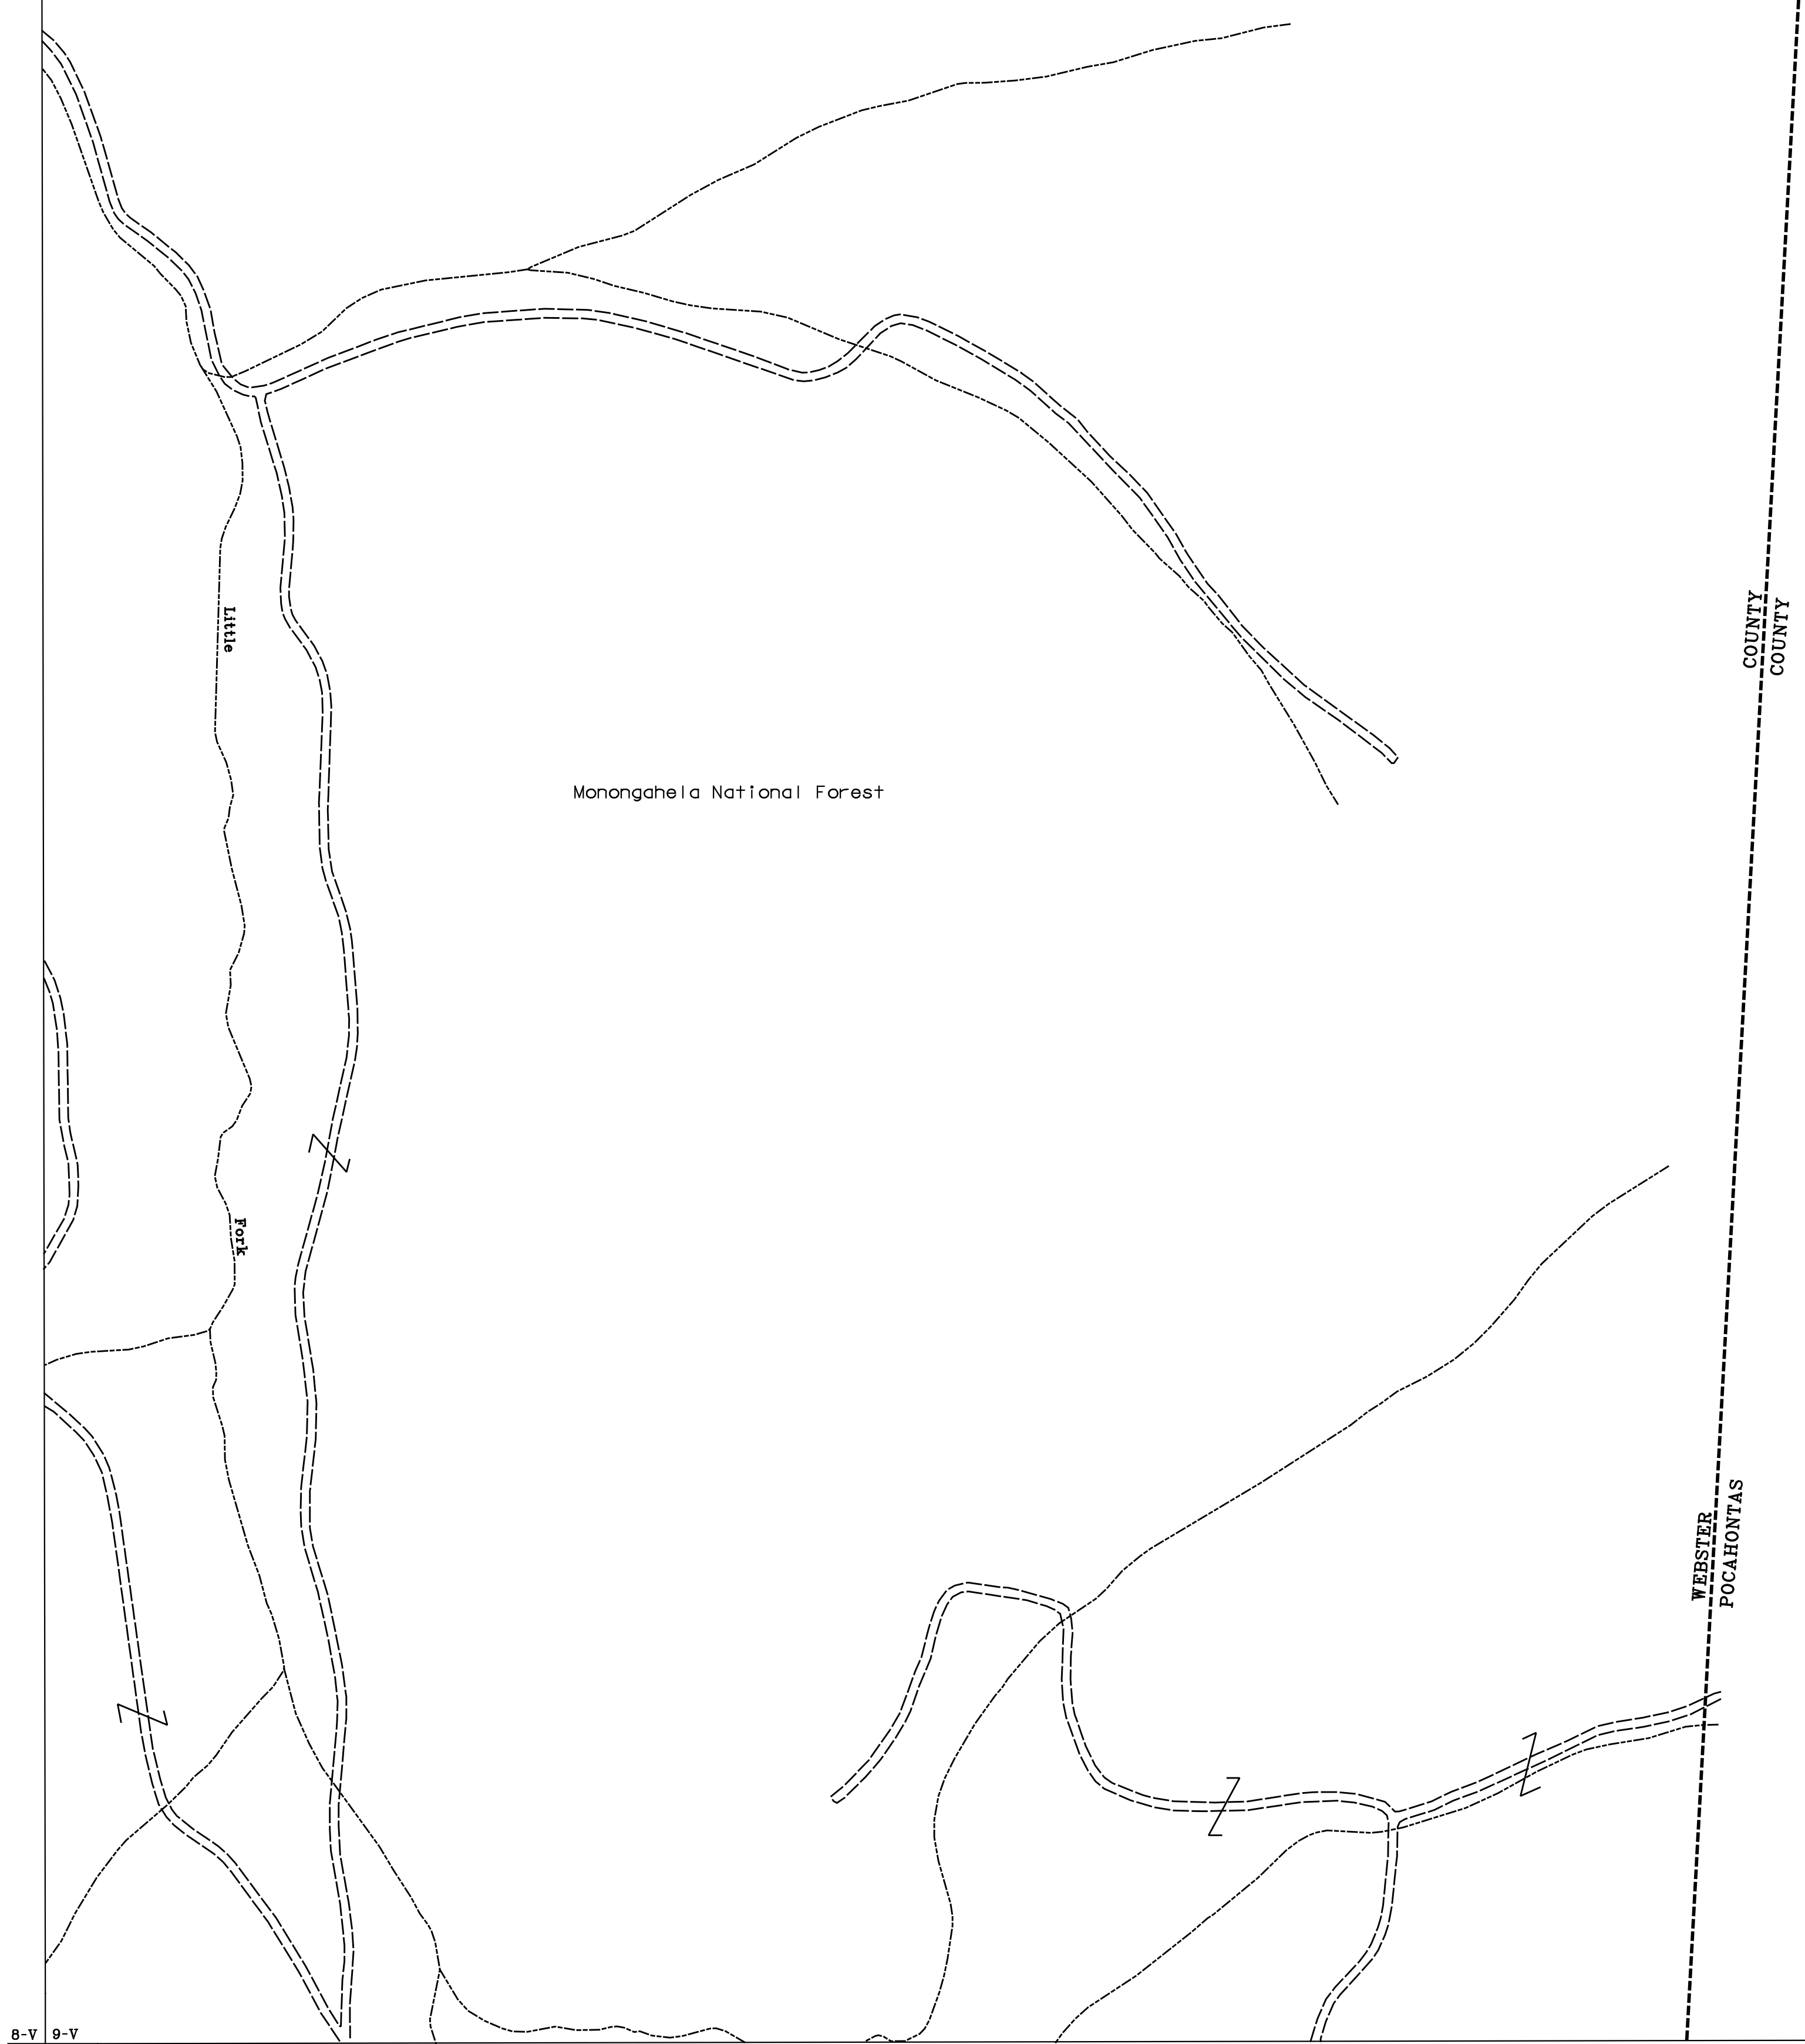 COUNTY
COUNTY
Little
Monongahela National Forest
Fork
WEBSTER
POCAHONTAS
8-V 9-V